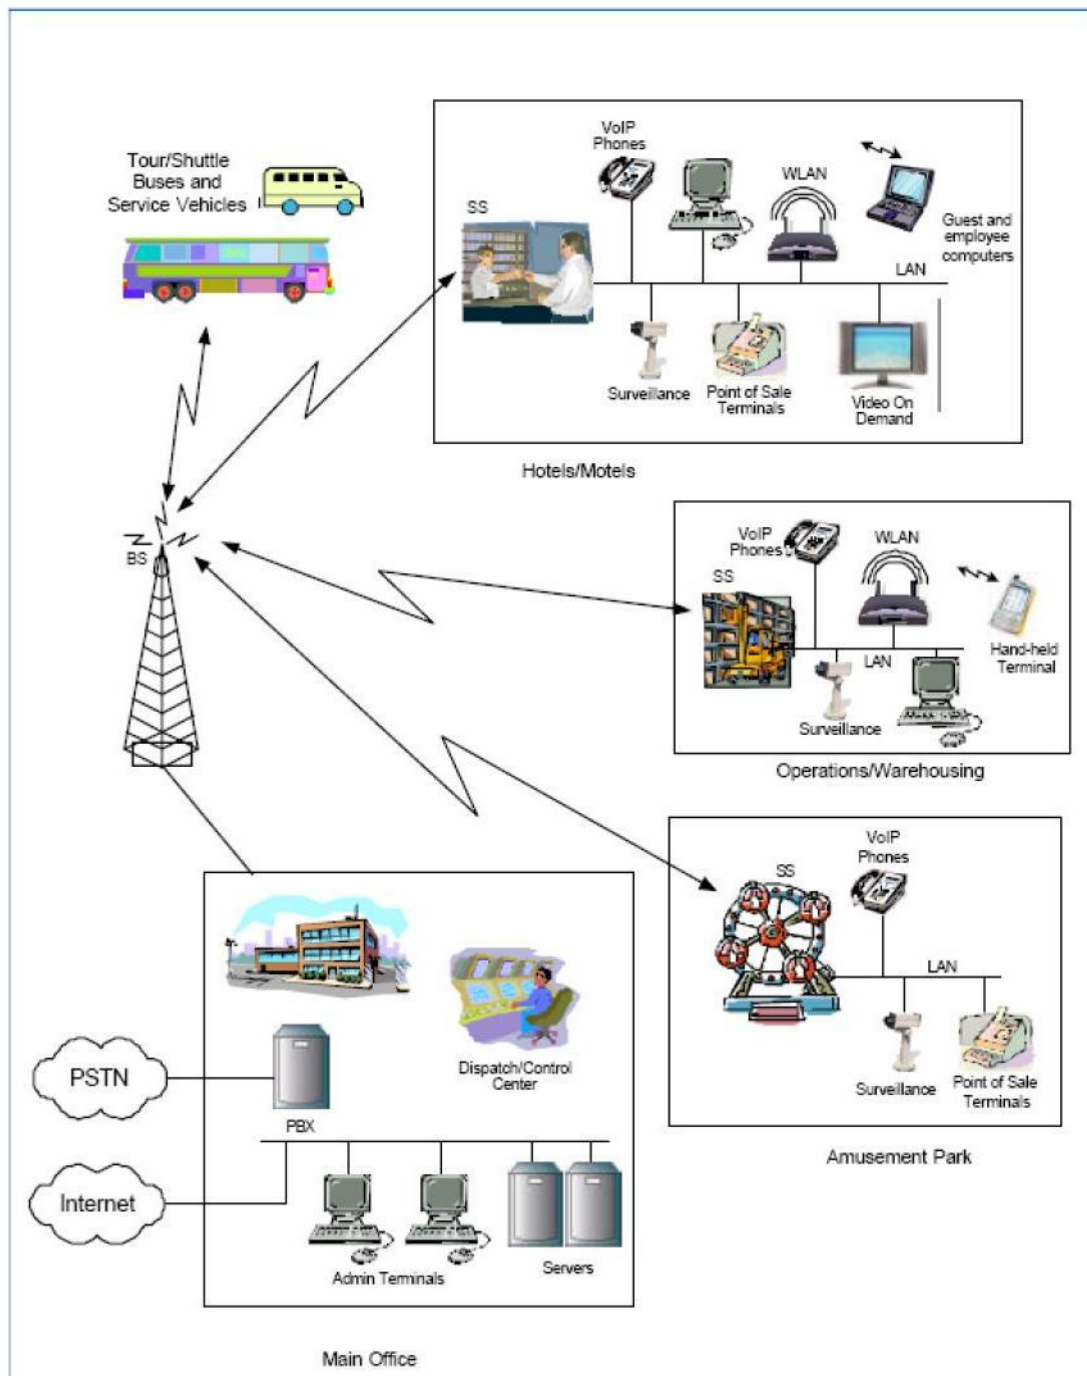 Tour/Shuttle
Buses and
Service Vehicles
VoIP
Phones
WLAN
SS
Guest and
employee
computers
LAN
Surveillance
Point of Sale
Terminals
Video On
Demand
Hotels/Motels
BS
VoIP
Phones
WLAN
SS
LAN
Hand-held
Terminal
Surveillance
Operations/Warehousing
VoIP
Phones
SS
LAN
Surveillance
Point of Sale
Terminals
Amusement Park
Dispatch/Control
Center
PSTN
PBX
Internet
Admin Terminals
Servers
Main Office